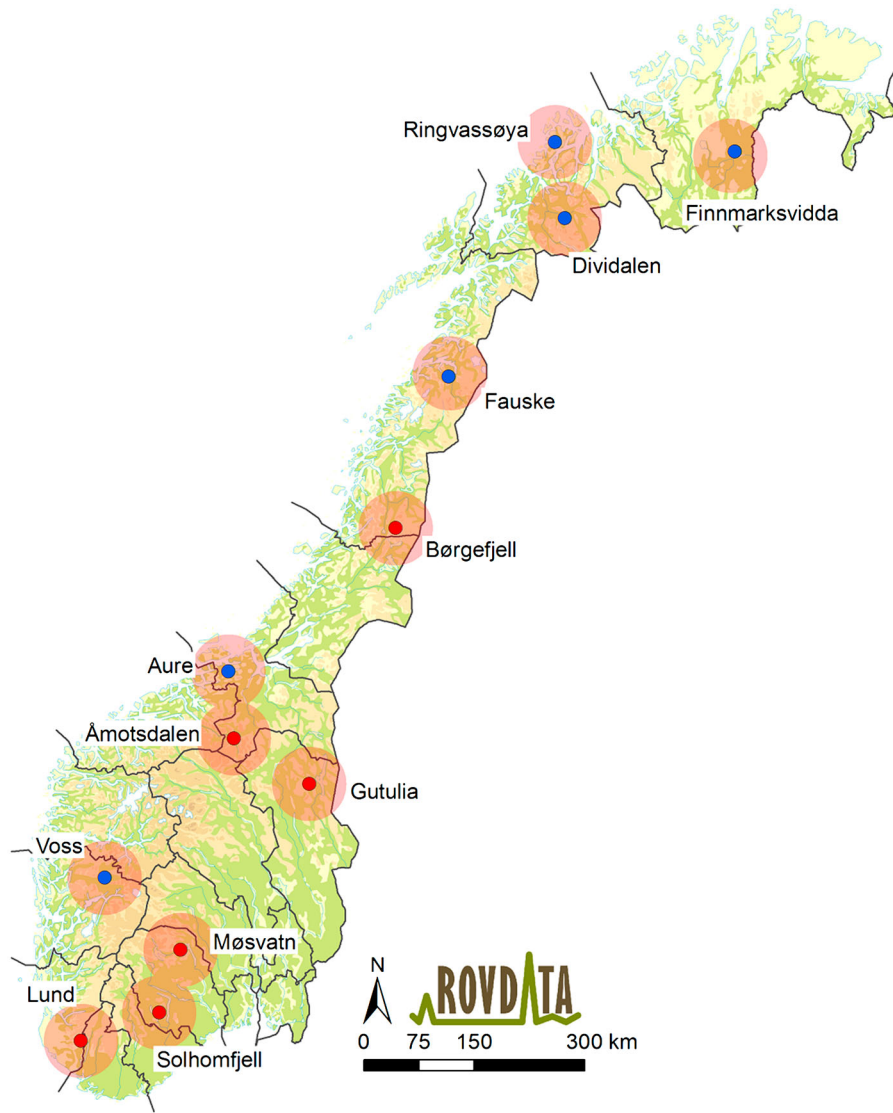 Ringvassøya
Finnmarksvidda
Dividalen
Fauske
Børgefjell
Aure
Åmotsdalen
Gutulia
Voss
Møsvatn
Lund
Solhomfjell
N
ROVDATA
0 75 150 300 km